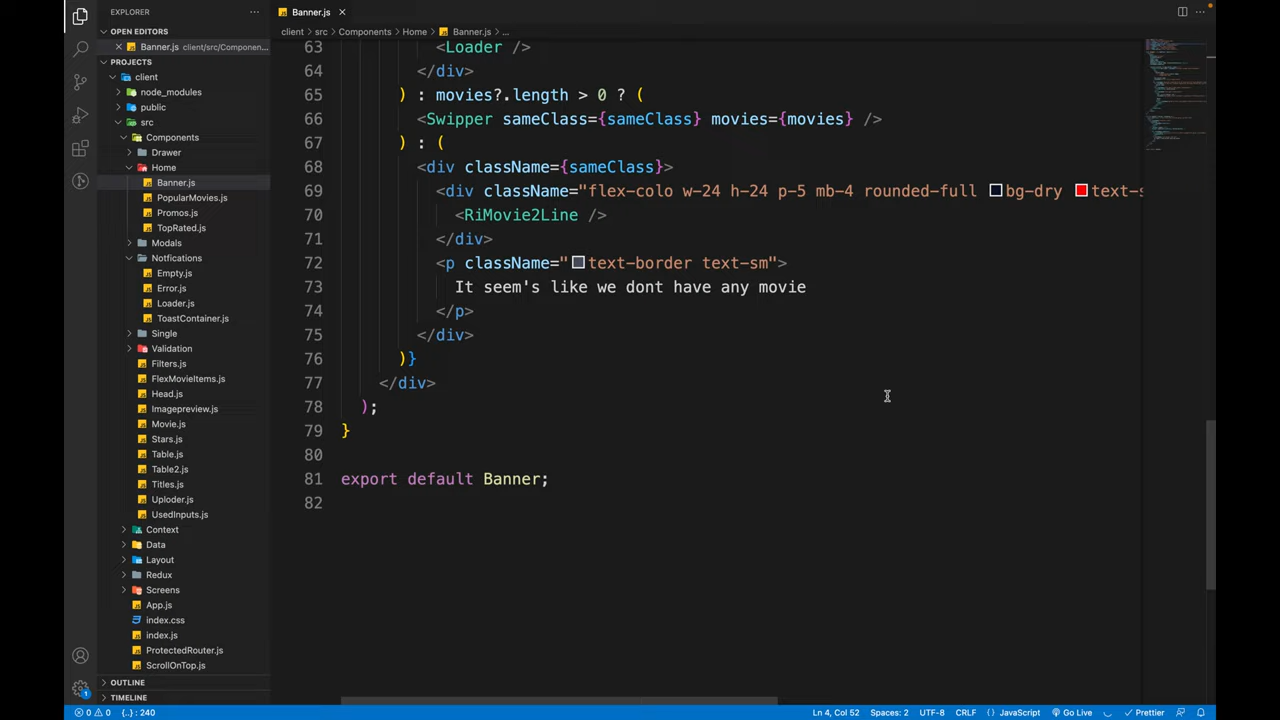 EXPLORER
OPEN EDITORS
Banner.js client/src/Componen...
PROJECTS
client
node_modules
public
src
Components
Drawer
Home
Banner.js
PopularMovies.js
Promos.js
TopRated.js
Modals
Notfications
Empty.js
Error.js
Loader.js
ToastContainer.js
Single
Validation
Filters.js
FlexMovieItems.js
Head.js
Imagepreview.js
Movie.js
Stars.js
Table.js
Table2.js
Titles.js
Uploder.js
UsedInputs.js
Context
Data
Layout
Redux
Screens
App.js
index.css
index.js
ProtectedRouter.js
ScrollOnTop.js
OUTLINE
TIMELINE
Banner.js
client > src > Components > Home > Banner.js > ...
63 <Loader />
64 </div>
65 ) : movies?.length > 0 ? (
66 <Swipper sameClass={sameClass} movies={movies} />
67 ) : (
68 <div className={sameClass}>
69 <div className="flex-colo w-24 h-24 p-5 mb-4 rounded-full bg-dry text-s
70 <RiMovie2Line />
71 </div>
72 <p className="text-border text-sm">
73 It seem's like we dont have any movie
74 </p>
75 </div>
76 )}
77 </div>
78 );
79 }
80
81 export default Banner;
82
0 0 {..} : 240 Ln 4, Col 52 Spaces: 2 UTF-8 CRLF {} JavaScript Go Live Prettier